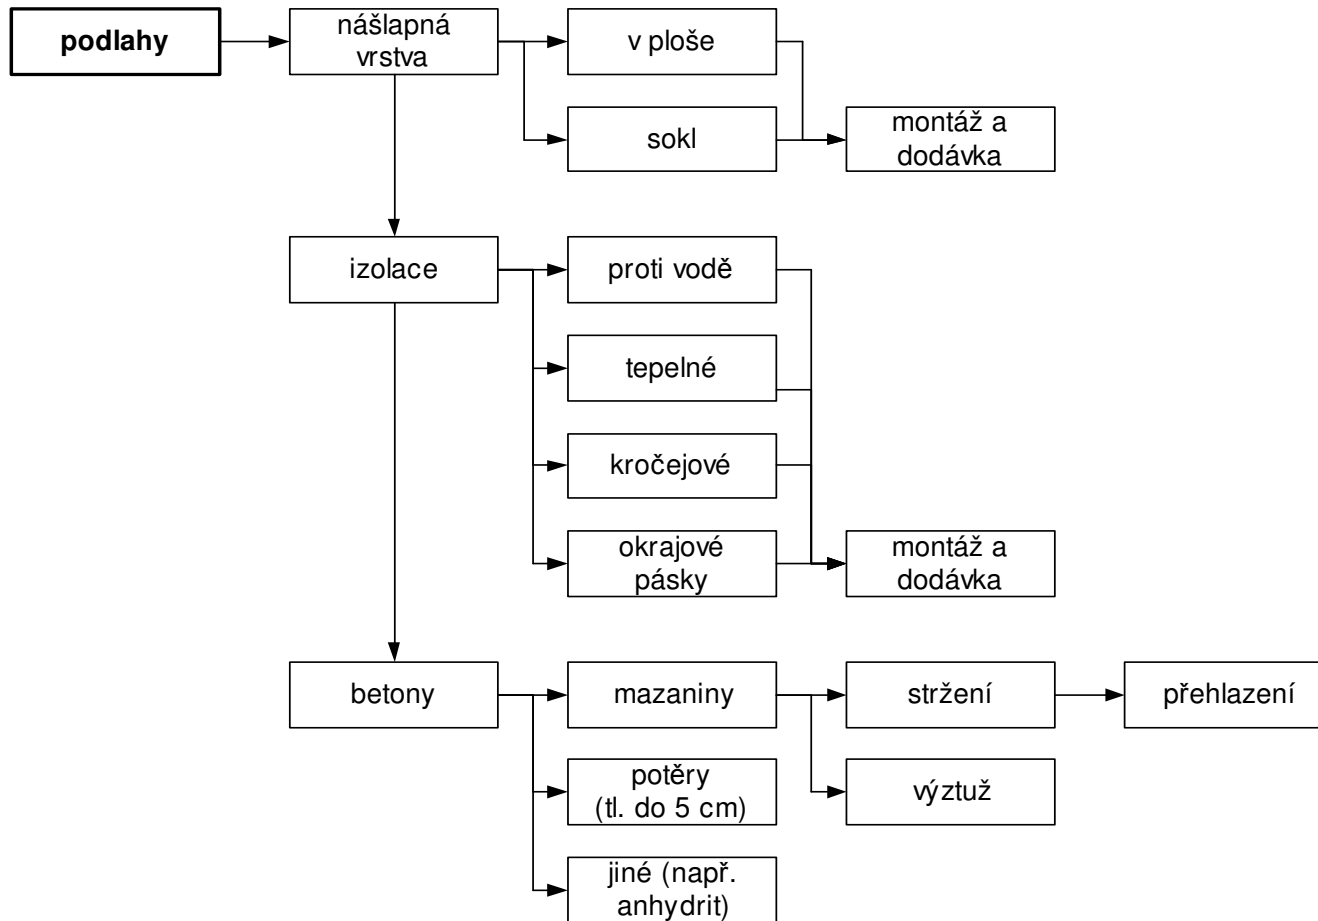 podlahy
nášlapná
vrstva
v ploše
sokl
montáž a
dodávka
izolace
proti vodě
tepelné
kročejové
okrajové
pásky
montáž a
dodávka
betony
mazaniny
stržení
přehlazení
potěry
(tl. do 5 cm)
výztuž
jiné (např.
anhydrit)